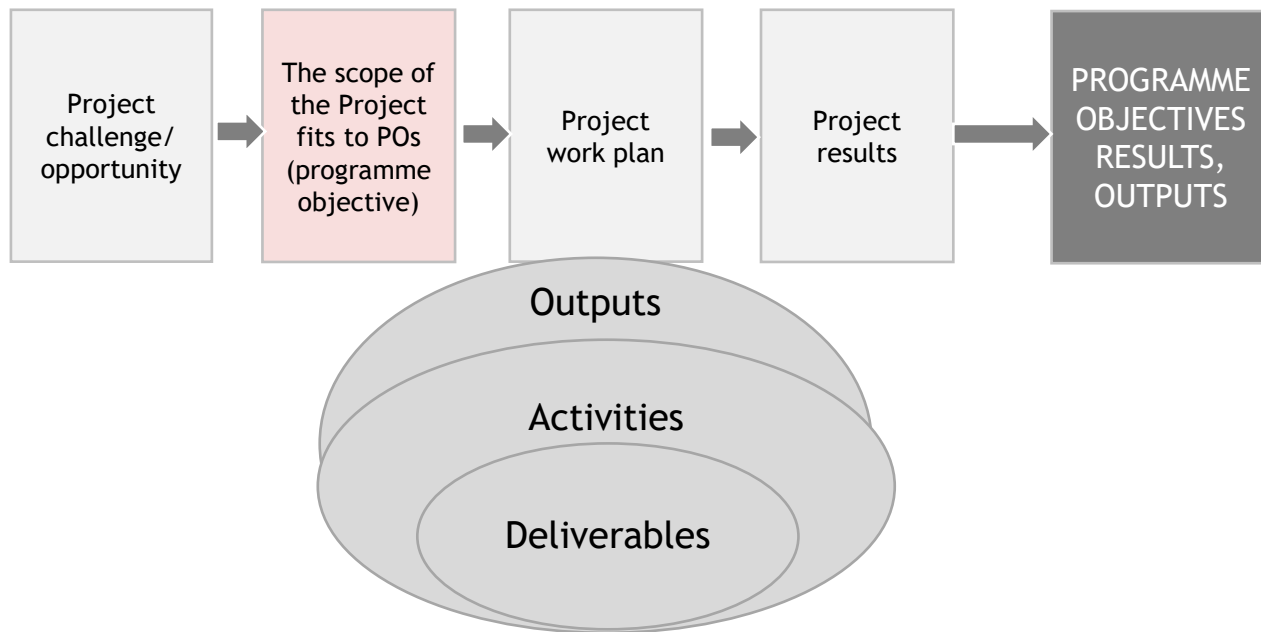 Project
challenge/
opportunity
The scope of
the Project
fits to POs
(programme
objective)
Project
work plan
Project
results
PROGRAMME
OBJECTIVES
RESULTS,
OUTPUTS
Outputs
Activities
Deliverables